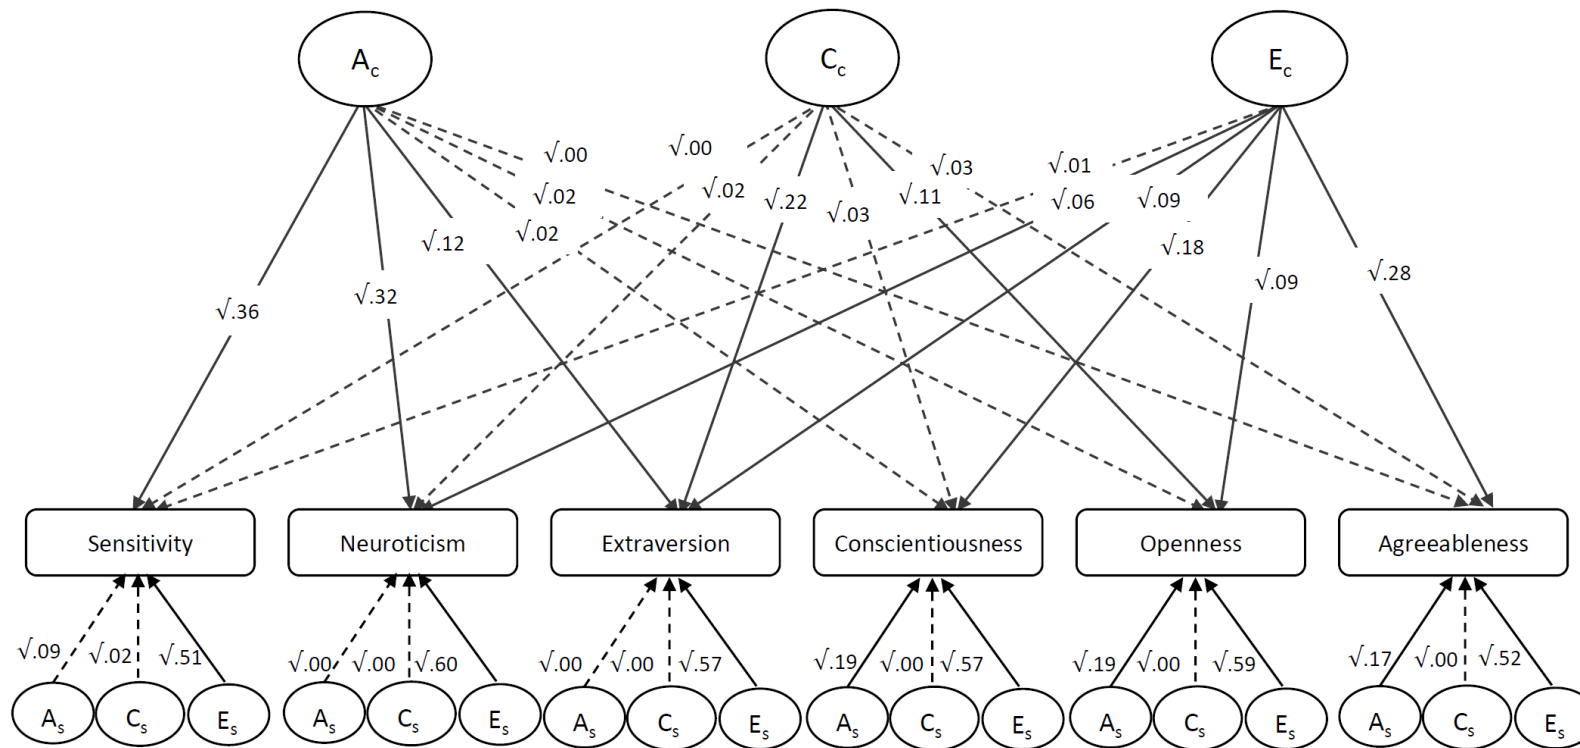 Ac Cc Ec
√.00 √.00 √.03 √.01
√.02 √.02 √.22 √.03 √.11 √.06 √.09
√.12 √.02 √.18
√.36 √.32 √.09 √.28
Sensitivity Neuroticism Extraversion Conscientiousness Openness Agreeableness
√.09 √.02 √.51 √.00 √.00 √.60 √.00 √.00 √.57 √.19 √.00 √.57 √.19 √.00 √.59 √.17 √.00 √.52
As Cs Es As Cs Es As Cs Es As Cs Es As Cs Es As Cs Es